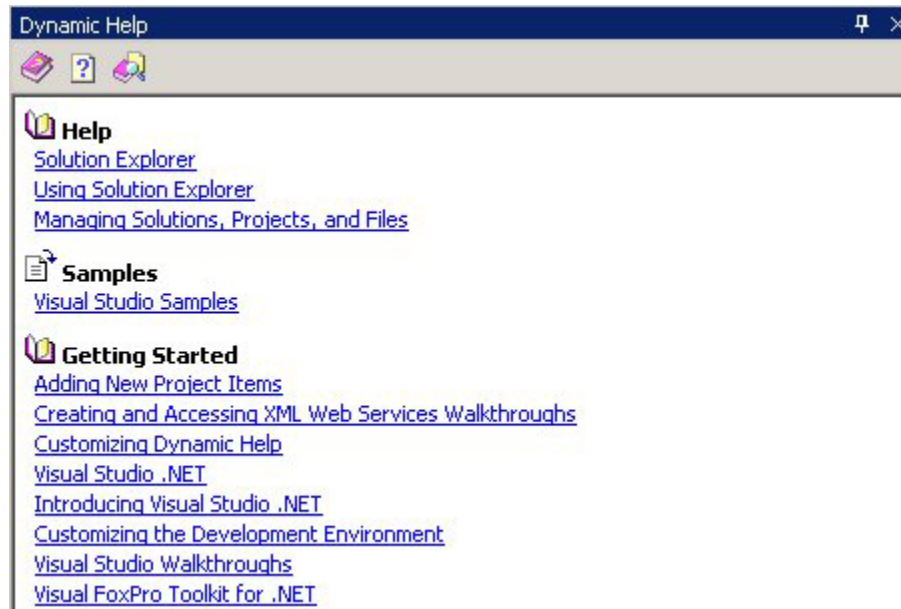 Dynamic Help
Help
Solution Explorer
Using Solution Explorer
Managing Solutions, Projects, and Files
Samples
Visual Studio Samples
Getting Started
Adding New Project Items
Creating and Accessing XML Web Services Walkthroughs
Customizing Dynamic Help
Visual Studio .NET
Introducing Visual Studio .NET
Customizing the Development Environment
Visual Studio Walkthroughs
Visual FoxPro Toolkit for .NET